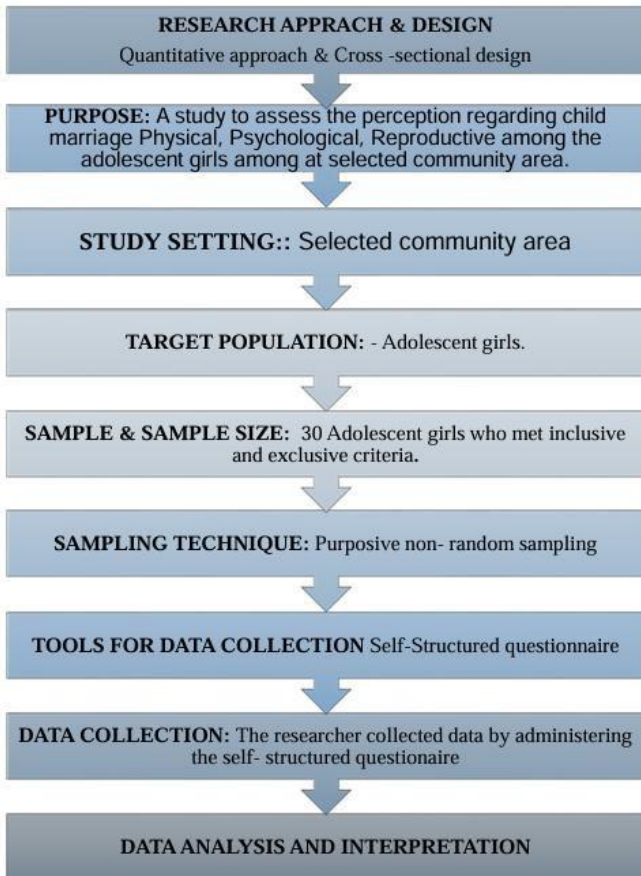 RESEARCH APPRACH & DESIGN
Quantitative approach & Cross -sectional design
PURPOSE: A study to assess the perception regarding child
marriage Physical, Psychological, Reproductive among the
adolescent girls among at selected community area.
STUDY SETTING:: Selected community area
TARGET POPULATION: - Adolescent girls.
SAMPLE & SAMPLE SIZE: 30 Adolescent girls who met inclusive
and exclusive criteria.
SAMPLING TECHNIQUE: Purposive non- random sampling
TOOLS FOR DATA COLLECTION Self-Structured questionnaire
DATA COLLECTION: The researcher collected data by administering
the self- structured questionaire
DATA ANALYSIS AND INTERPRETATION